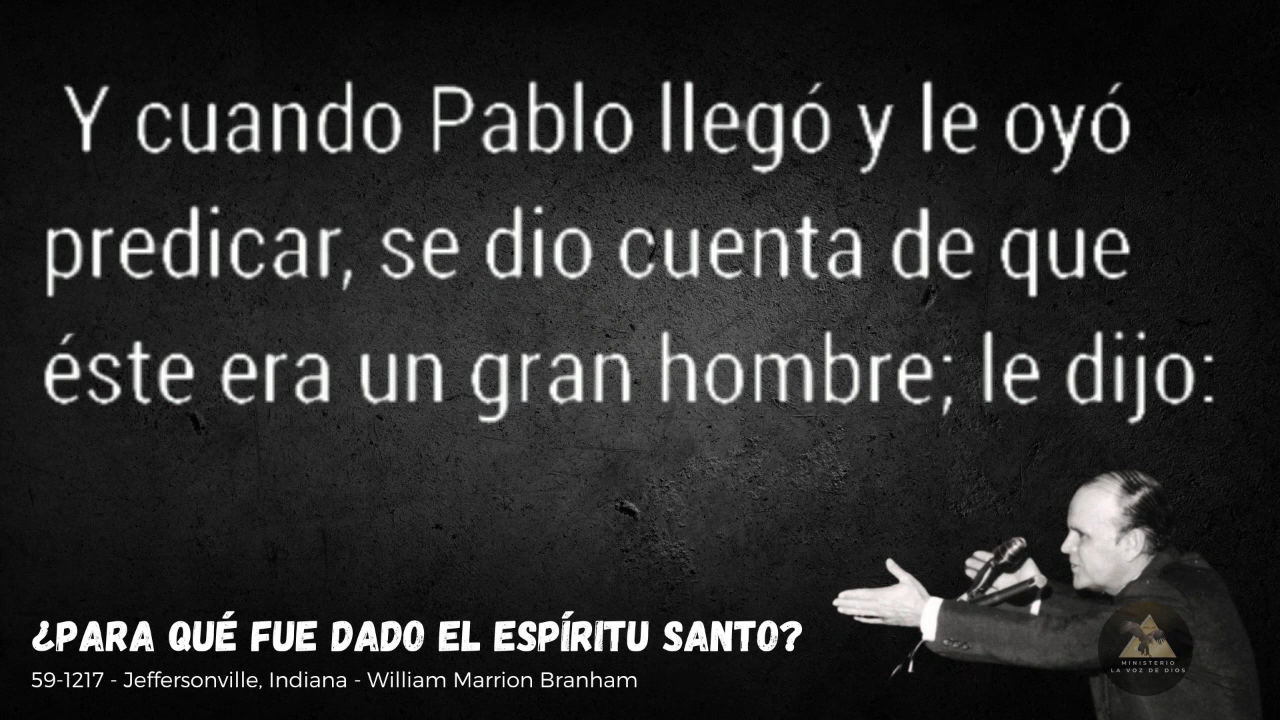 Y cuando Pablo llegó y le oyó
predicar, se dio cuenta de que
éste era un gran hombre; le dijo:
¿PARA QUÉ FUE DADO EL ESPÍRITU SANTO?
59-1217 - Jeffersonville, Indiana - William Marrion Branham
MINISTERIO
LA VOZ DE DIOS